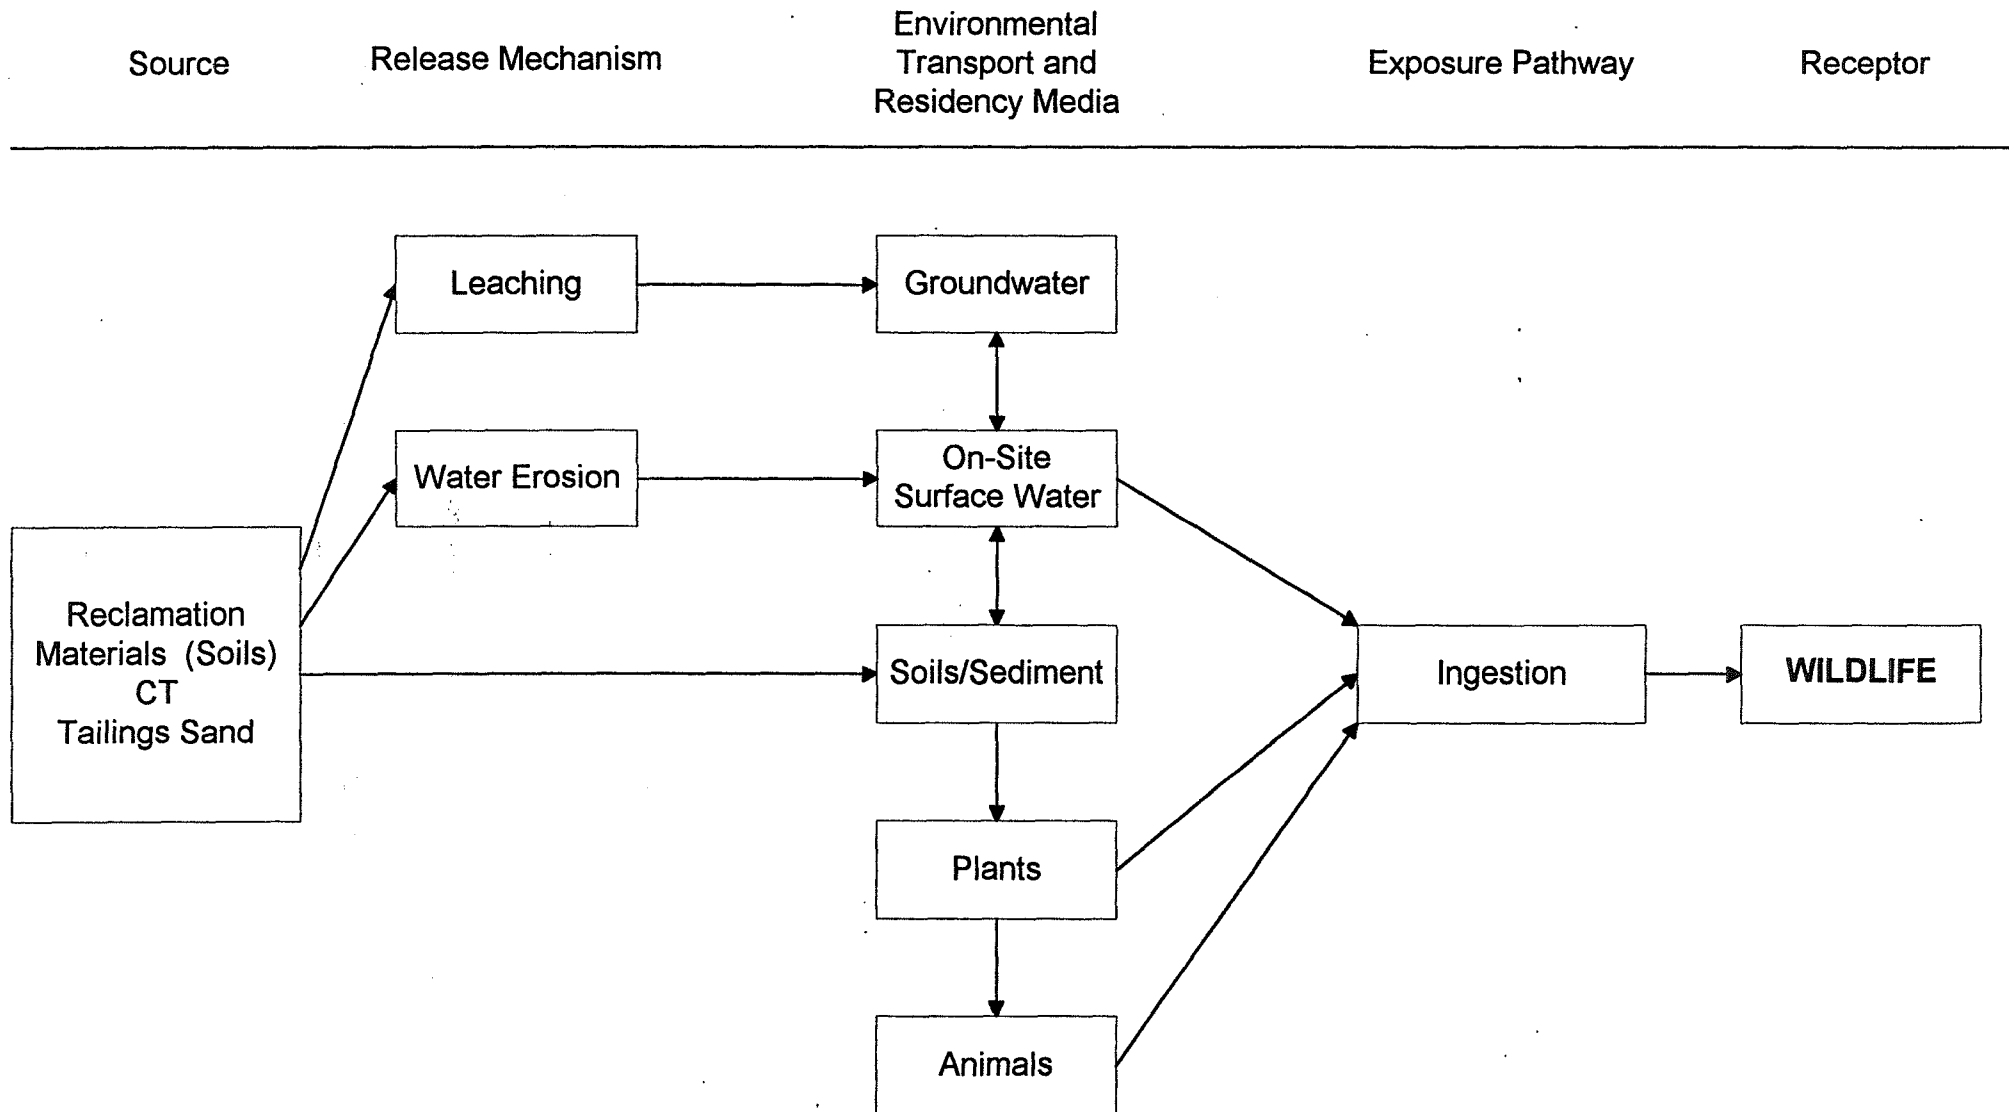 Source
Release Mechanism
Environmental
Transport and
Residency Media
Exposure Pathway
Receptor
Leaching
Groundwater
Water Erosion
On-Site
Surface Water
Reclamation
Materials (Soils)
CT
Tailings Sand
Soils/Sediment
Ingestion
WILDLIFE
Plants
Animals